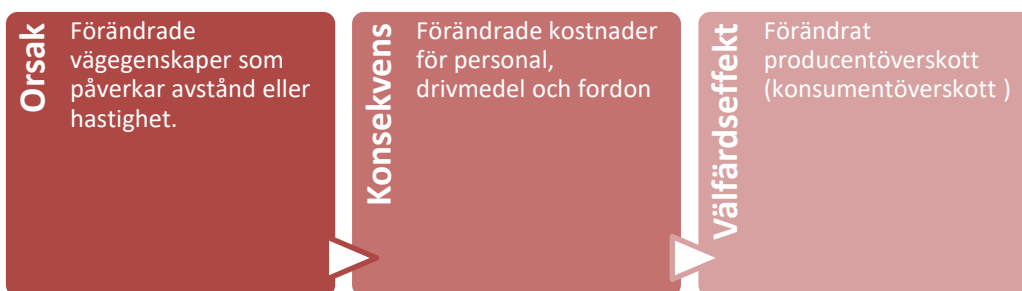 Orsak
Förändrade
vägegenskaper som
påverkar avstånd eller
hastighet.
Konsekvens
Förändrade kostnader
för personal,
drivmedel och fordon
Välfärdseffekt
Förändrat
producentöverskott
(konsumentöverskott )